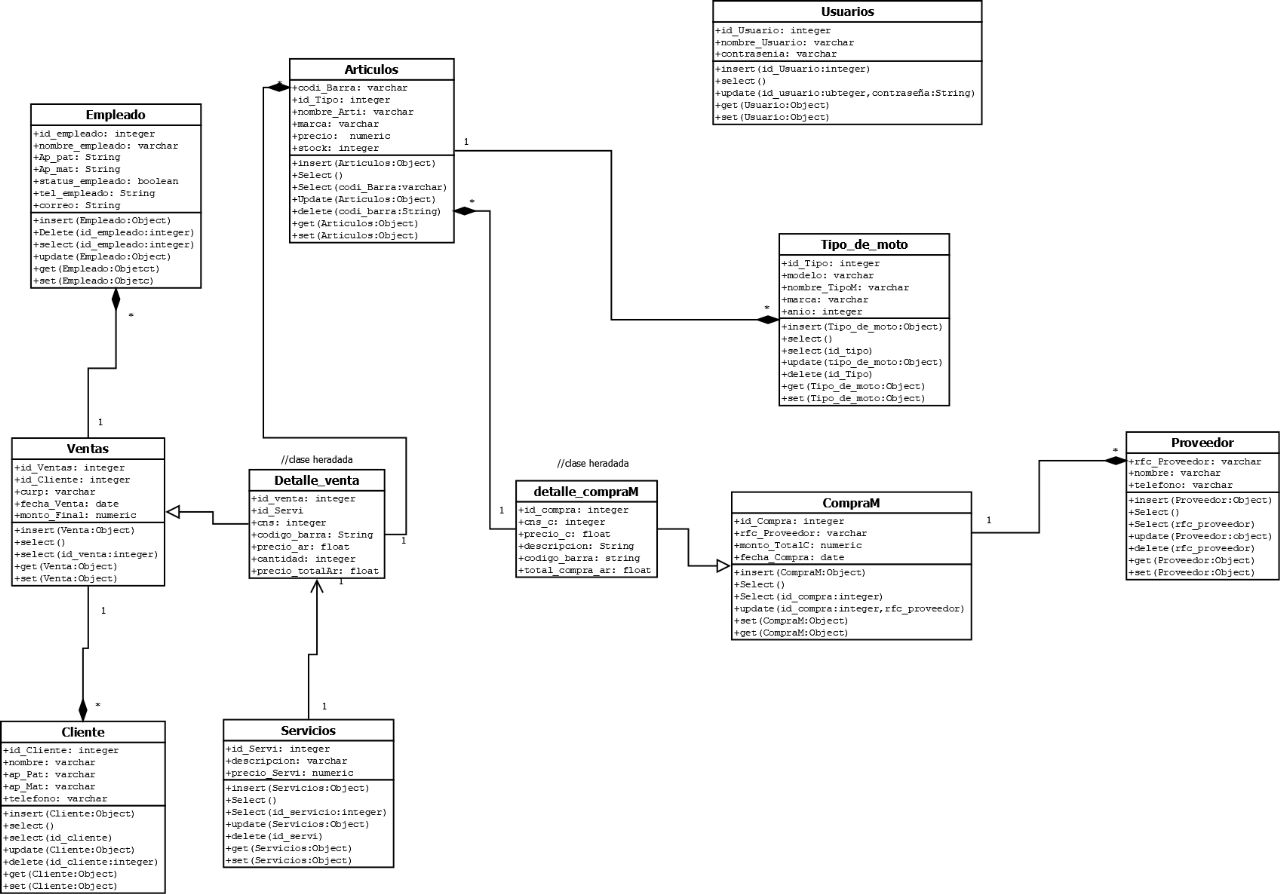 Usuarios
+id_Usuario: integer
+nombre_Usuario: varchar
+contrasenia: varchar
+insert(id_Usuario:integer)
+select()
+update(id_usuario:ubteger,contraseña:String)
+get(Usuario:Object)
+set(Usuario:Object)
Articulos
*
+codi_Barra: varchar
+id_Tipo: integer
+nombre_Arti: varchar
+marca: varchar
+precio: numeric
+stock: integer
+insert(Articulos:Object)
+Select()
+Select(codi_Barra:varchar)
+Update(Articulos:Object)
+delete(codi_barra:String)
+get(Articulos:Object)
+set(Articulos:Object)
1
*
Empleado
+id_empleado: integer
+nombre_empleado: varchar
+Ap_pat: String
+Ap_mat: String
+status_empleado: boolean
+tel_empleado: String
+correo: String
+insert(Empleado:Object)
+Delete(id_empleado:integer)
+select(id_empleado:integer)
+update(Empleado:Object)
+get(Empleado:Objetct)
+set(Empleado:Objetc)
*
1
Tipo_de_moto
+id_Tipo: integer
+modelo: varchar
+nombre_TipoM: varchar
+marca: varchar
+anio: integer
+insert(Tipo_de_moto:Object)
+select()
+select(id_tipo)
+update(tipo_de_moto:Object)
+delete(id_Tipo)
+get(Tipo_de_moto:Object)
+set(Tipo_de_moto:Object)
*
Ventas
+id_Ventas: integer
+id_Cliente: integer
+curp: varchar
+fecha_Venta: date
+monto_Final: numeric
+insert(Venta:Object)
+select()
+select(id_venta:integer)
+get(Venta:Object)
+set(Venta:Object)
1
//clase heradada
Detalle_venta
+id_venta: integer
+id_Servi
+cns: integer
+codigo_barra: String
+precio_ar: float
+cantidad: integer
+precio_totalAr: float
1
1
//clase heradada
detalle_compraM
+id_compra: integer
+cns_c: integer
+precio_c: float
+descripcion: String
+codigo_barra: string
+total_compra_ar: float
1
CompraM
+id_Compra: integer
+rfc_Proveedor: varchar
+monto_TotalC: numeric
+fecha_Compra: date
+insert(CompraM:Object)
+Select()
+Select(id_compra:integer)
+update(id_compra:integer,rfc_proveedor)
+set(CompraM:Object)
+get(CompraM:Object)
1
*
Proveedor
+rfc_Proveedor: varchar
+nombre: varchar
+telefono: varchar
+insert(Proveedor:Object)
+Select()
+Select(rfc_proveedor)
+update(Proveedor:object)
+delete(rfc_proveedor)
+get(Proveedor:Object)
+set(Proveedor:Object)
*
Cliente
+id_Cliente: integer
+nombre: varchar
+ap_Pat: varchar
+ap_Mat: varchar
+telefono: varchar
+insert(Cliente:Object)
+select()
+select(id_cliente)
+update(Cliente:Object)
+delete(id_cliente:integer)
+get(Cliente:Object)
+set(Cliente:Object)
1
Servicios
+id_Servi: integer
+descripcion: varchar
+precio_Servi: numeric
+insert(Servicios:Object)
+Select()
+Select(id_servicio:integer)
+update(Servicios:Object)
+delete(id_servi)
+get(Servicios:Object)
+set(Servicios:Object)